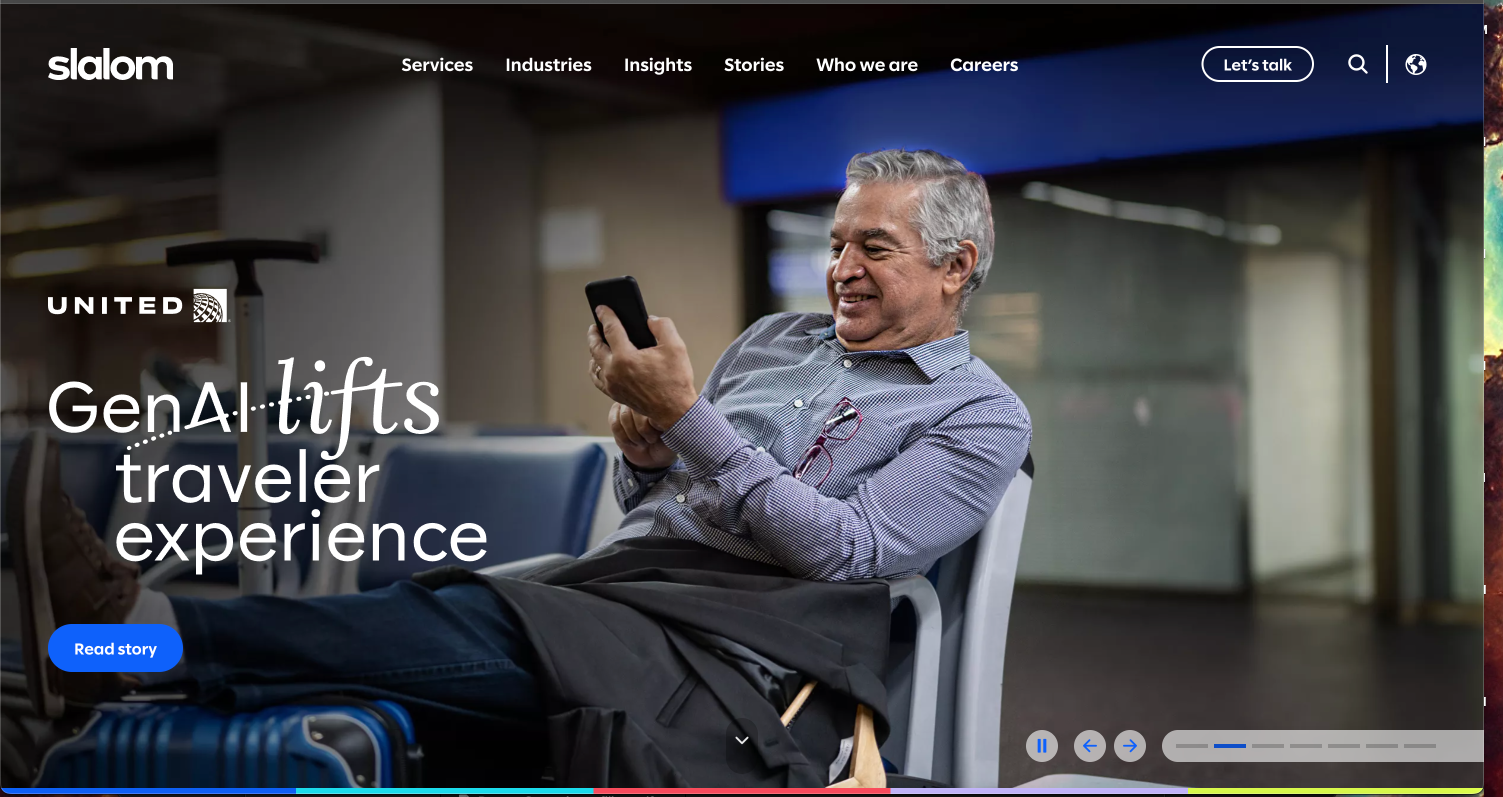 slalom
Services Industries Insights Stories Who we are Careers
Let's talk
UNITED
GenAI lifts
traveler
experience
Read story